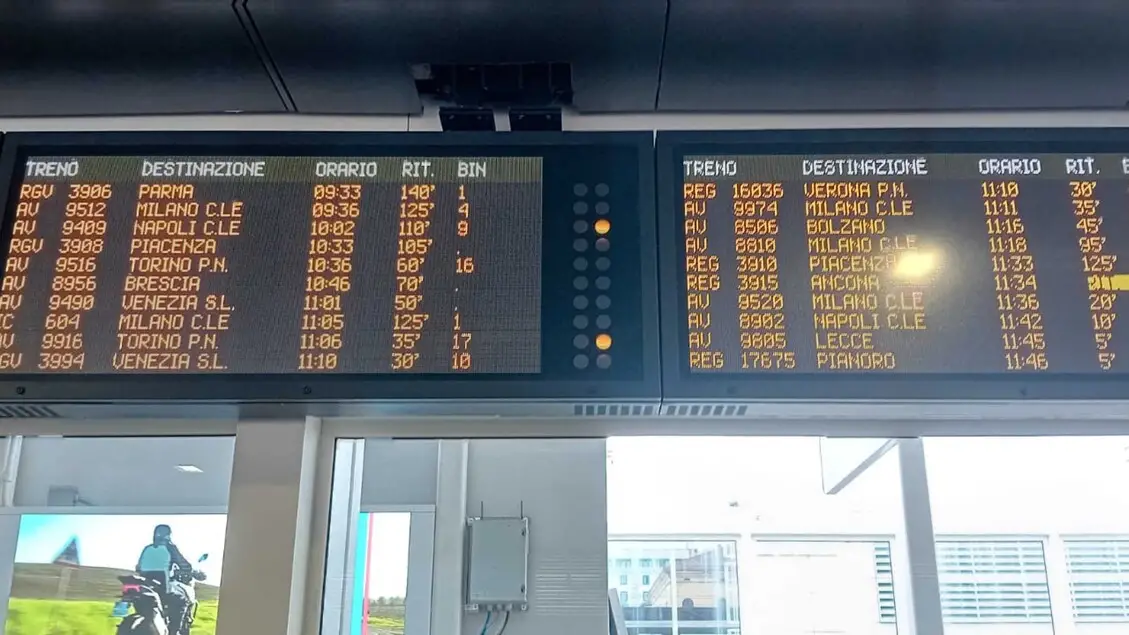 TRENO DESTINAZIONE ORARIO RIT. BIN
RGV 3906 PARMA 09:33 140' 1
AV 9512 MILANO C.LE 09:36 125' 4
AV 9409 NAPOLI C.LE 10:02 110' 9
RGV 3908 PIACENZA 10:33 105'
AV 9516 TORINO P.N. 10:36 60' 16
AV 8956 BRESCIA 10:46 70'
AV 9490 VENEZIA S.L. 11:01 50'
IC 604 MILANO C.LE 11:05 125' 1
AV 9916 TORINO P.N. 11:06 35' 17
RGV 3994 VENEZIA S.L. 11:10 30' 10
TRENO DESTINAZIONE ORARIO RIT.
REG 16036 VERONA P.N. 11:10 30'
AV 9974 MILANO C.LE 11:11 35'
AV 8506 BOLZANO 11:16 45'
AV 8810 MILANO C.LE 11:18 95'
REG 3910 PIACENZA 11:33 125'
REG 3915 ANCONA 11:34
AV 9520 MILANO C.LE 11:36 20'
AV 8902 NAPOLI C.LE 11:42 10'
AV 9805 LECCE 11:45 5'
REG 17675 PIANORO 11:46 5'